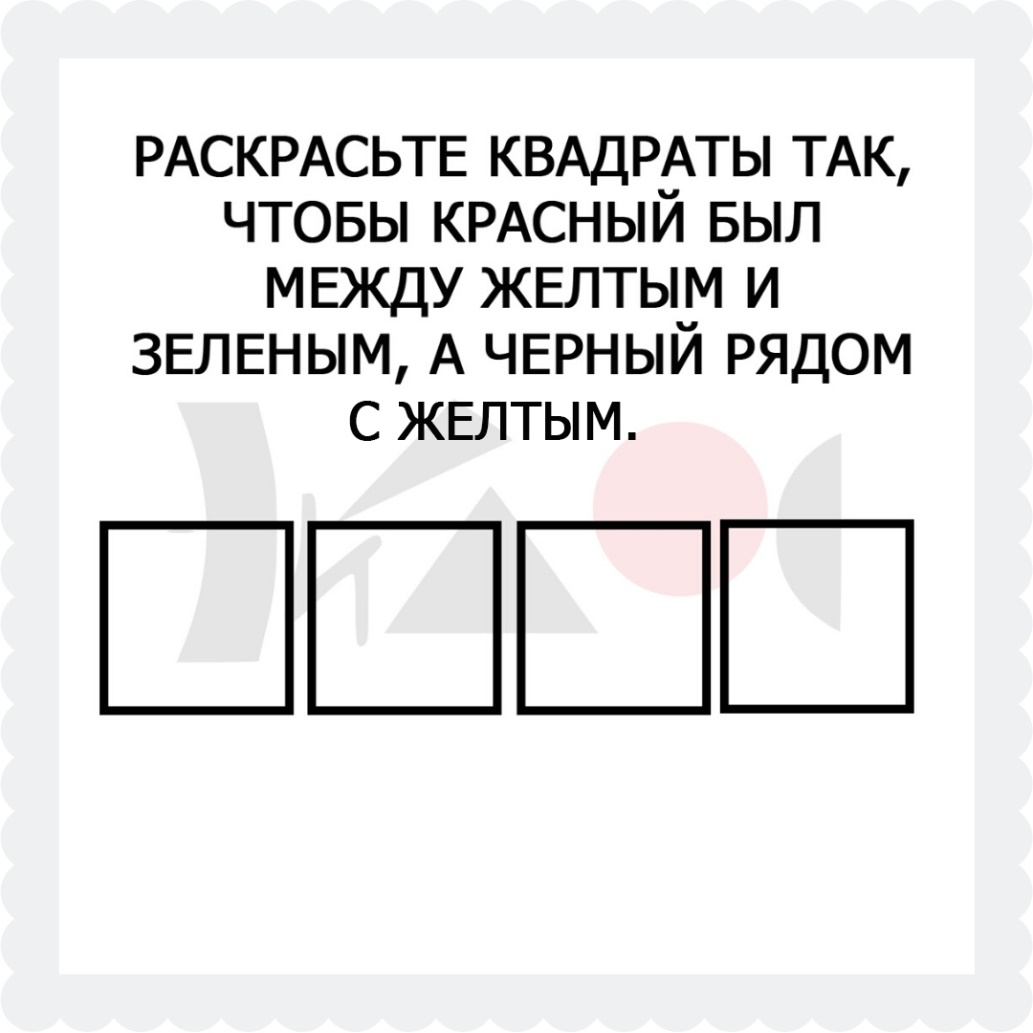 РАСКРАСЬТЕ КВАДРАТЫ ТАК,
ЧТОБЫ КРАСНЫЙ БЫЛ
МЕЖДУ ЖЕЛТЫМ И
ЗЕЛЕНЫМ, А ЧЕРНЫЙ РЯДОМ
С ЖЕЛТЫМ.